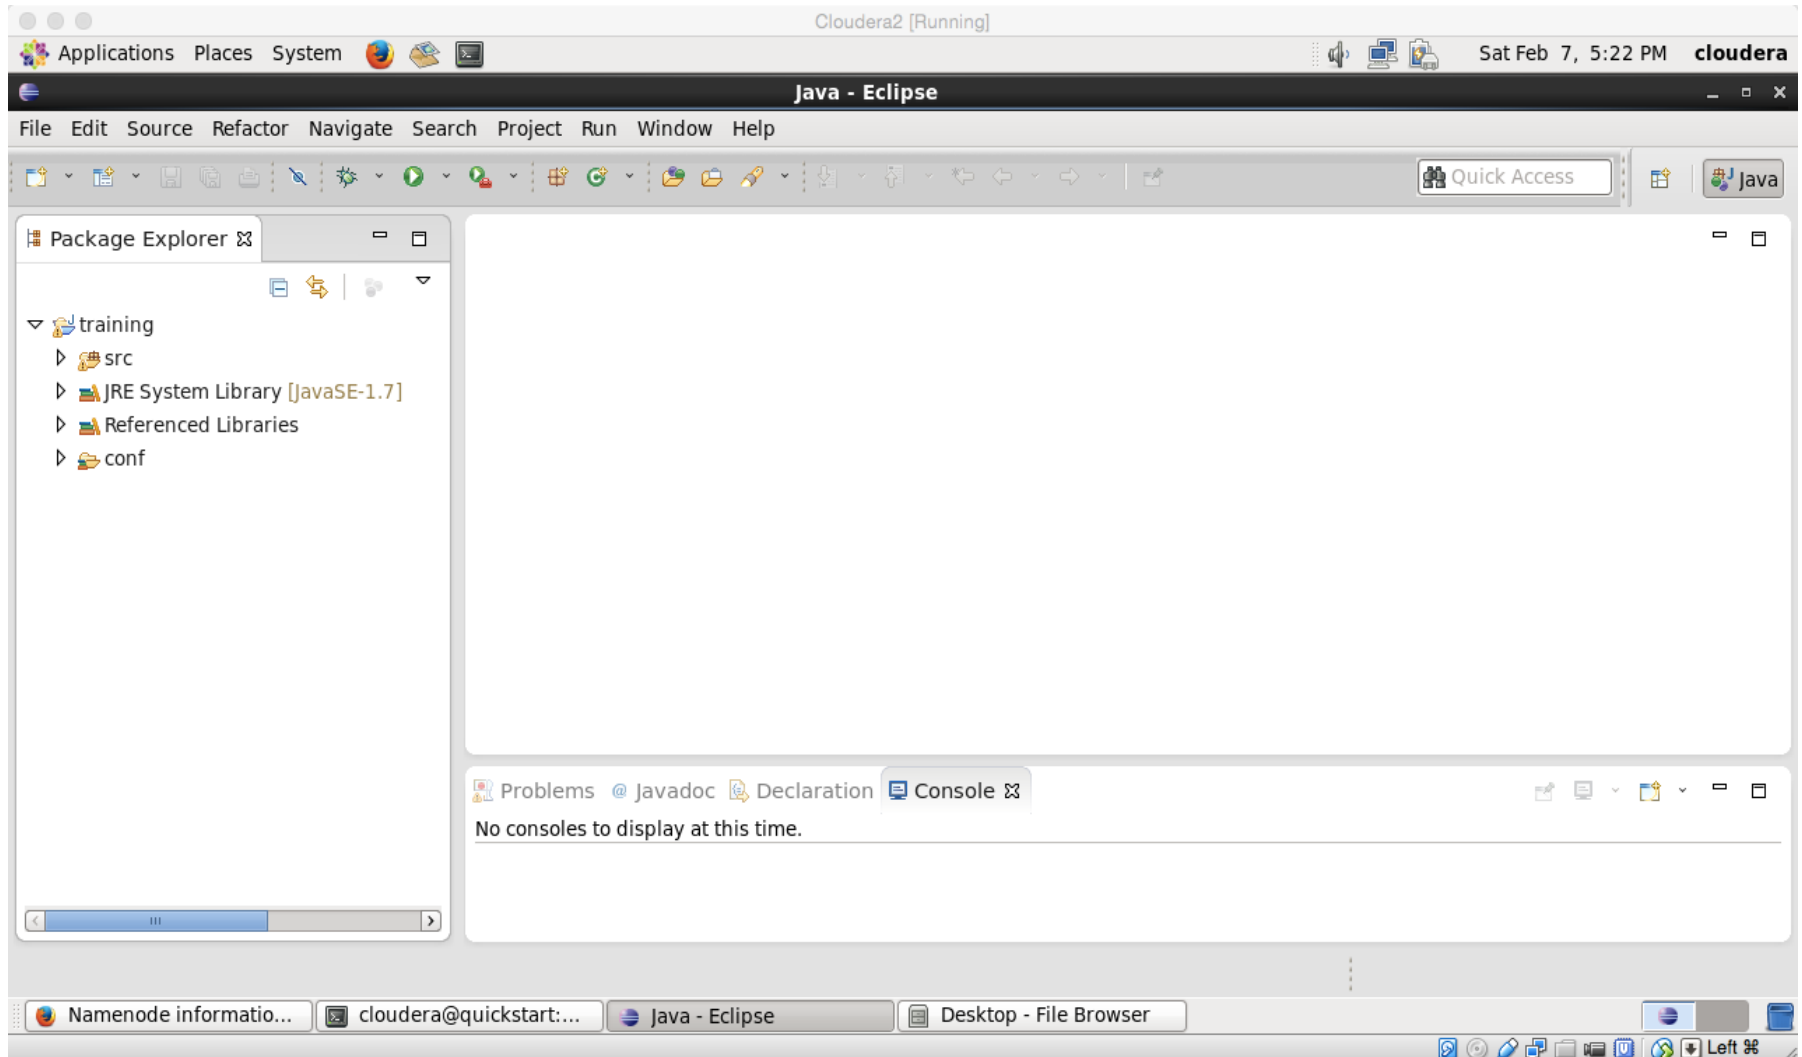 Cloudera2 [Running]
Applications Places System Sat Feb 7, 5:22 PM cloudera
Java - Eclipse
File Edit Source Refactor Navigate Search Project Run Window Help
Quick Access Java
Package Explorer
training
src
JRE System Library [JavaSE-1.7]
Referenced Libraries
conf
Problems @ Javadoc Declaration Console
No consoles to display at this time.
Namenode informatio... cloudera@quickstart:... Java - Eclipse Desktop - File Browser
Left ⌘